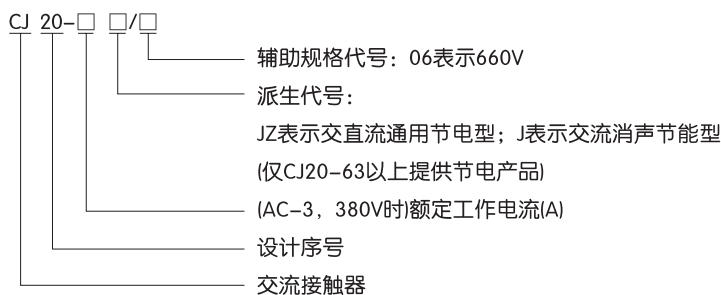 CJ 20-□ □/□
辅助规格代号：06表示660V
派生代号：
JZ表示交直流通用节电型；J表示交流消声节能型
(仅CJ20-63以上提供节电产品)
(AC-3，380V时)额定工作电流(A)
设计序号
交流接触器